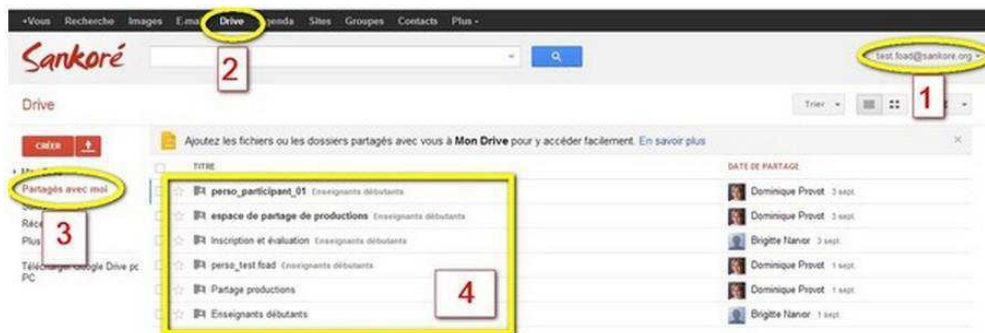 +Vous Recherche Images E-mail Drive Agenda Sites Groupes Contacts Plus
2
Sankoré
test.foad@sankore.org
1
Drive
Trier
CRÉER
Ajoutez les fichiers ou les dossiers partagés avec vous à Mon Drive pour y accéder facilement. En savoir plus
TITRE DATE DE PARTAGE
Partagés avec moi
perso_participant_01 Enseignants débutants Dominique Provot 3 sept.
espace de partage de productions Enseignants débutants Dominique Provot 3 sept.
3
Plus
Inscription et évaluation Enseignants débutants Brigitte Nanor 3 sept.
Télécharger Google Drive
PC
perso_test foad Enseignants débutants Dominique Provot 1 sept.
4
Partage productions Dominique Provot 1 sept.
Enseignants débutants Brigitte Nanor 1 sept.